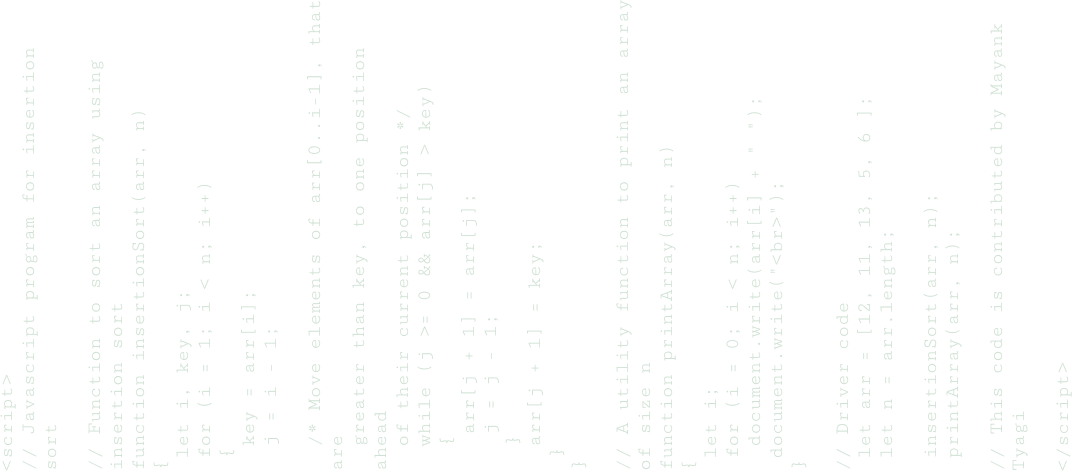 <script>
// Javascript program for insertion
sort
// Function to sort an array using
insertion sort
function insertionSort(arr, n)
{
let i, key, j;
for (i = 1; i < n; i++)
{
key = arr[i];
j = i - 1;
/* Move elements of arr[0..i-1], that
are
greater than key, to one position
ahead
of their current position */
while (j >= 0 && arr[j] > key)
{
arr[j + 1] = arr[j];
j = j - 1;
}
arr[j + 1] = key;
}
}
// A utility function to print an array
of size n
function printArray(arr, n)
{
let i;
for (i = 0; i < n; i++)
document.write(arr[i] + " ");
document.write("<br>");
}
// Driver code
let arr = [12, 11, 13, 5, 6 ];
let n = arr.length;
insertionSort(arr, n);
printArray(arr, n);
// This code is contributed by Mayank
Tyagi
</script>